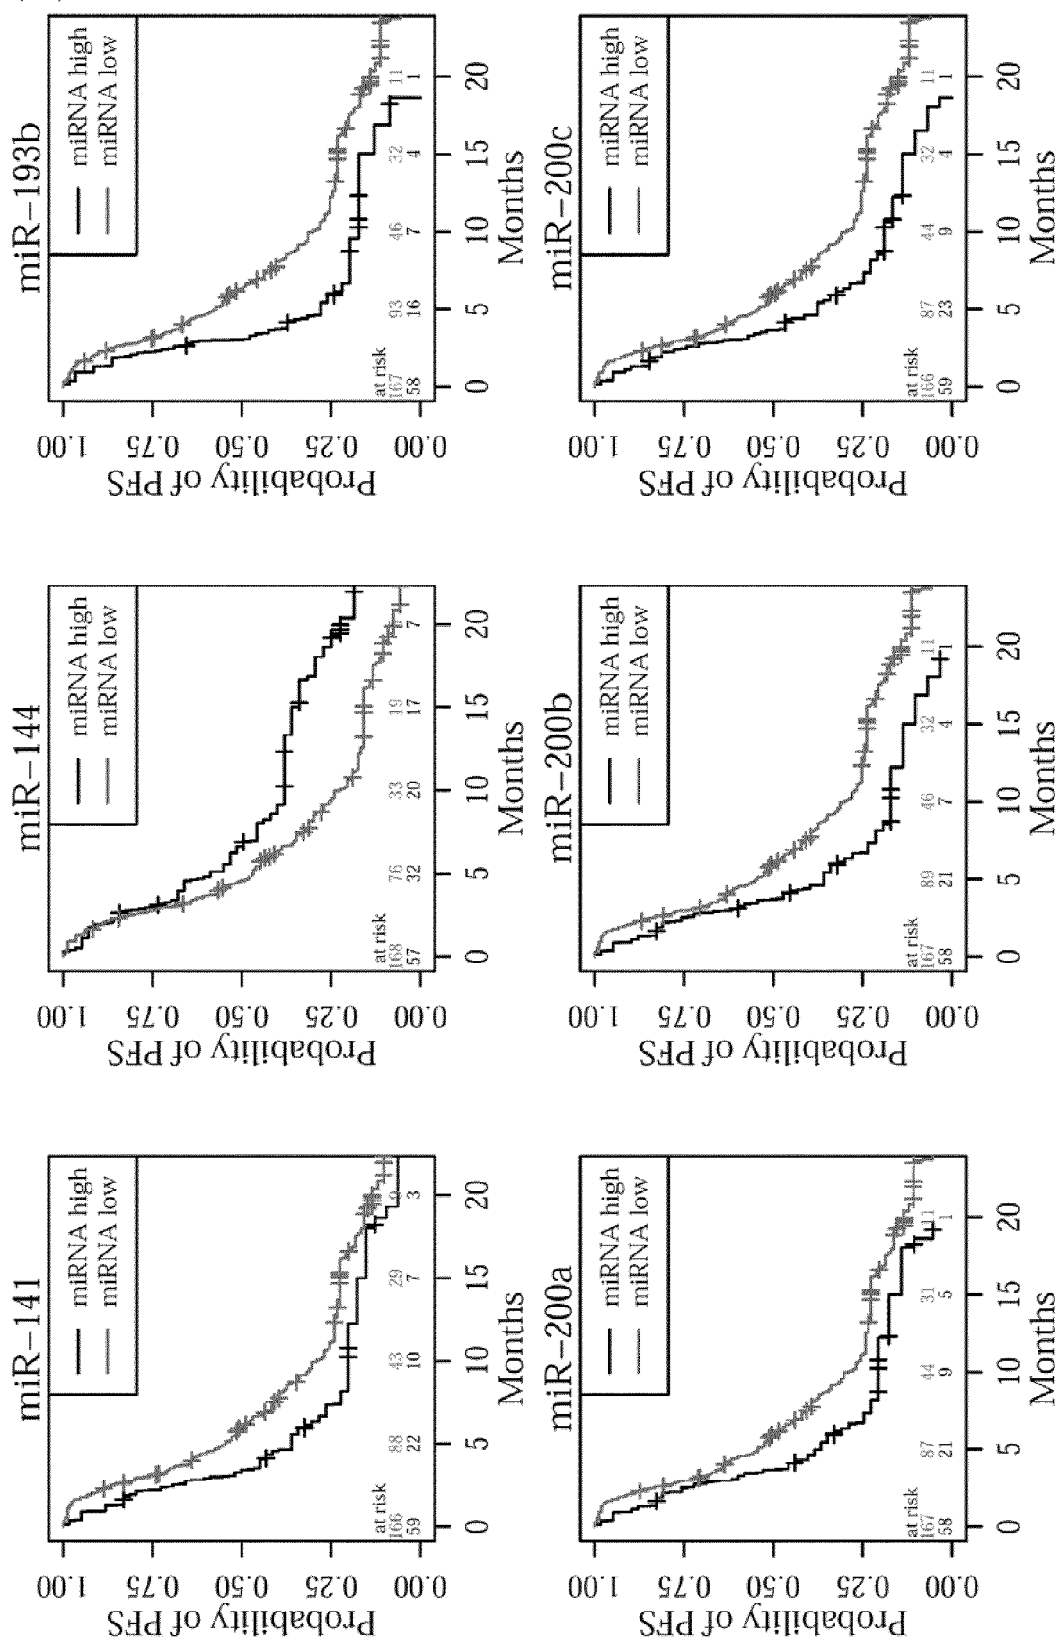 miR-141
miRNA high
miRNA low
Probability of PFS
1.00
0.75
0.50
0.25
0.00
at risk
166 88 43 29 9
59 22 10 7 3
0 5 10 15 20
Months
miR-144
miRNA high
miRNA low
Probability of PFS
1.00
0.75
0.50
0.25
0.00
at risk
168 76 33 19
57 32 20 17 7
0 5 10 15 20
Months
miR-193b
miRNA high
miRNA low
Probability of PFS
1.00
0.75
0.50
0.25
0.00
at risk
167 93 46 32 11
58 16 7 4 1
0 5 10 15 20
Months
miR-200a
miRNA high
miRNA low
Probability of PFS
1.00
0.75
0.50
0.25
0.00
at risk
167 87 44 31 11
58 21 9 5 1
0 5 10 15 20
Months
miR-200b
miRNA high
miRNA low
Probability of PFS
1.00
0.75
0.50
0.25
0.00
at risk
167 89 46 32 11
58 21 7 4 1
0 5 10 15 20
Months
miR-200c
miRNA high
miRNA low
Probability of PFS
1.00
0.75
0.50
0.25
0.00
at risk
166 87 44 32 11
59 23 9 4 1
0 5 10 15 20
Months